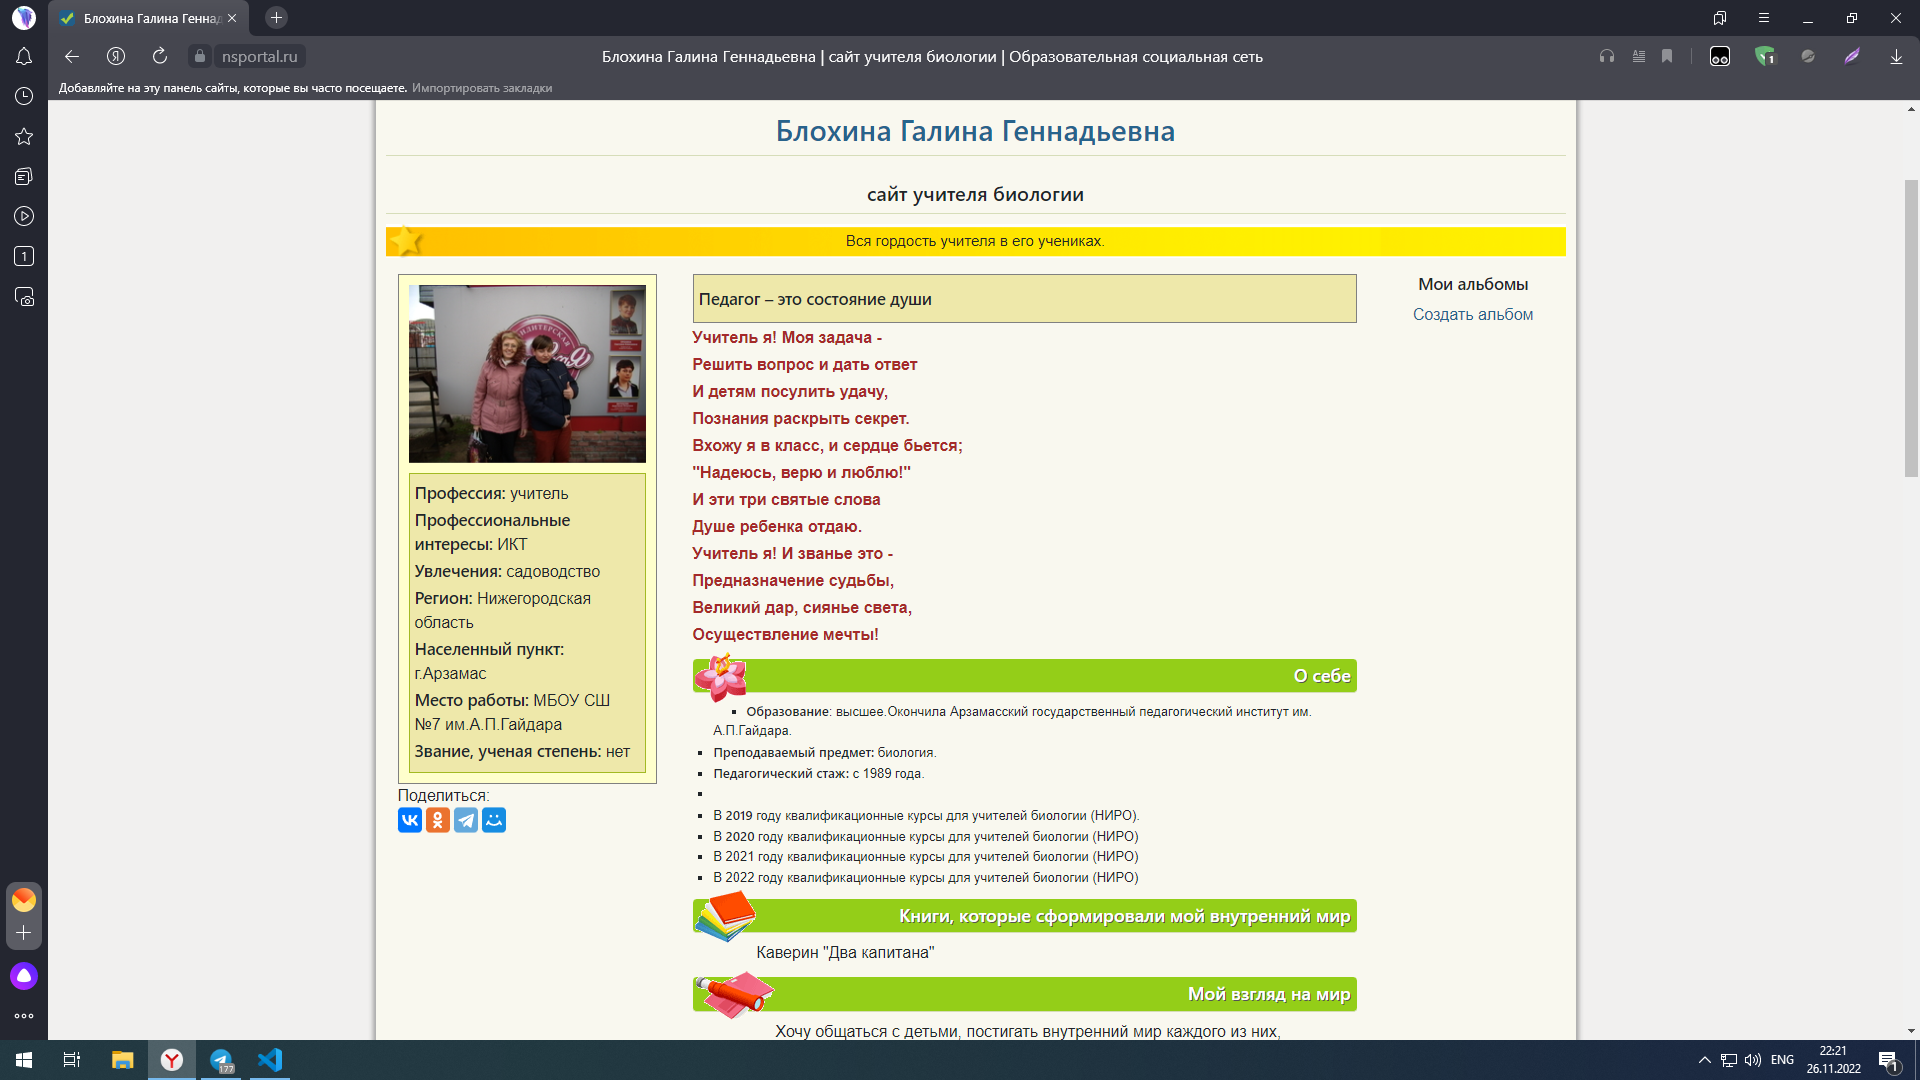 Блохина Галина Геннад
nsportal.ru
Блохина Галина Геннадьевна | сайт учителя биологии | Образовательная социальная сеть
1
Добавляйте на эту панель сайты, которые вы часто посещаете. Импортировать закладки
1
Блохина Галина Геннадьевна
сайт учителя биологии
Вся гордость учителя в его учениках.
Профессия: учитель
Профессиональные
интересы: ИКТ
Увлечения: садоводство
Регион: Нижегородская
область
Населенный пункт:
г.Арзамас
Место работы: МБОУ СШ
№7 им.А.П.Гайдара
Звание, ученая степень: нет
Поделиться:
Педагог – это состояние души
Учитель я! Моя задача -
Решить вопрос и дать ответ
И детям посулить удачу,
Познания раскрыть секрет.
Вхожу я в класс, и сердце бьется;
"Надеюсь, верю и люблю!"
И эти три святые слова
Душе ребенка отдаю.
Учитель я! И званье это -
Предназначение судьбы,
Великий дар, сиянье света,
Осуществление мечты!
О себе
Образование: высшее.Окончила Арзамасский государственный педагогический институт им.
А.П.Гайдара.
Преподаваемый предмет: биология.
Педагогический стаж: с 1989 года.
В 2019 году квалификационные курсы для учителей биологии (НИРО).
В 2020 году квалификационные курсы для учителей биологии (НИРО)
В 2021 году квалификационные курсы для учителей биологии (НИРО)
В 2022 году квалификационные курсы для учителей биологии (НИРО)
Книги, которые сформировали мой внутренний мир
Каверин "Два капитана"
Мой взгляд на мир
Хочу общаться с детьми, постигать внутренний мир каждого из них,
Мои альбомы
Создать альбом
177
ENG
22:21
26.11.2022
1